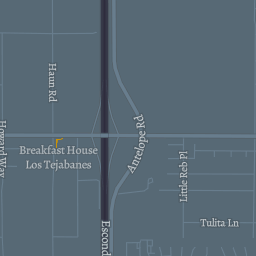 Haun Rd
Antelope Rd
Howard Way
Breakfast House
Los Tejabanes
Little Reb Pl
Tulita Ln
Escond